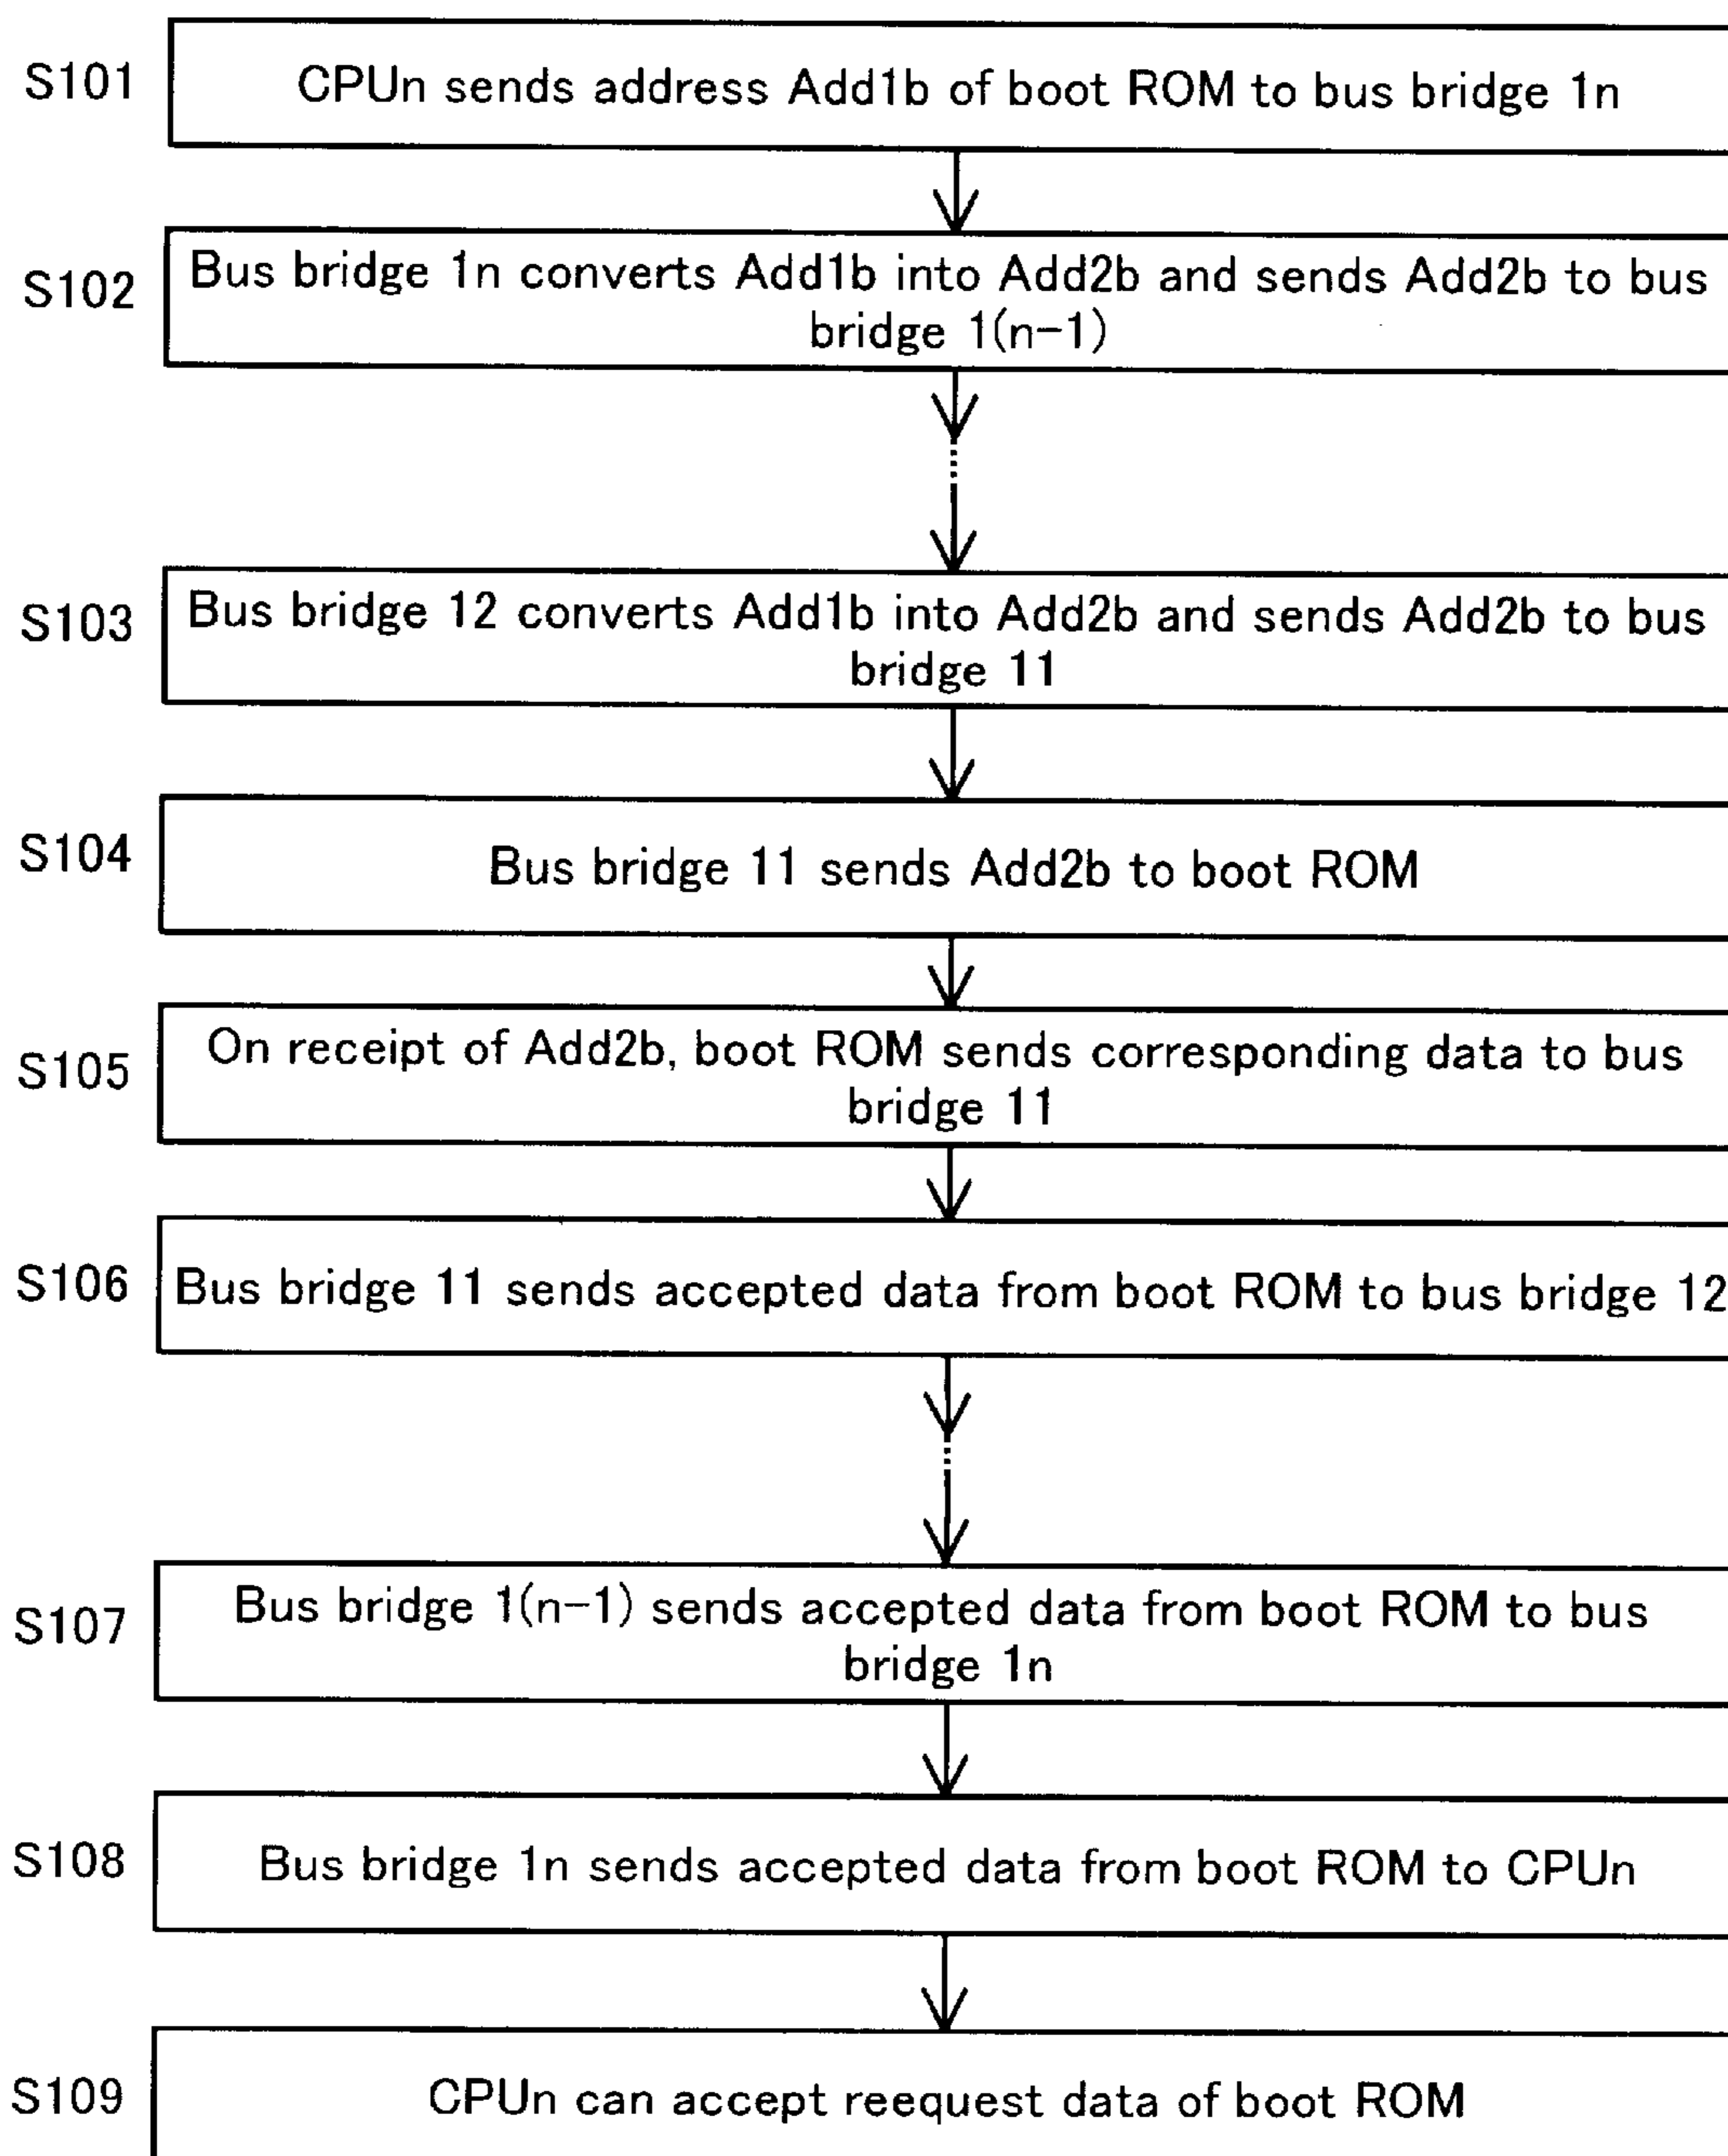 S101
CPUn sends address Add1b of boot ROM to bus bridge 1n
S102
Bus bridge 1n converts Add1b into Add2b and sends Add2b to bus
bridge 1(n-1)
S103
Bus bridge 12 converts Add1b into Add2b and sends Add2b to bus
bridge 11
S104
Bus bridge 11 sends Add2b to boot ROM
S105
On receipt of Add2b, boot ROM sends corresponding data to bus
bridge 11
S106
Bus bridge 11 sends accepted data from boot ROM to bus bridge 12
S107
Bus bridge 1(n-1) sends accepted data from boot ROM to bus
bridge 1n
S108
Bus bridge 1n sends accepted data from boot ROM to CPUn
S109
CPUn can accept reequest data of boot ROM